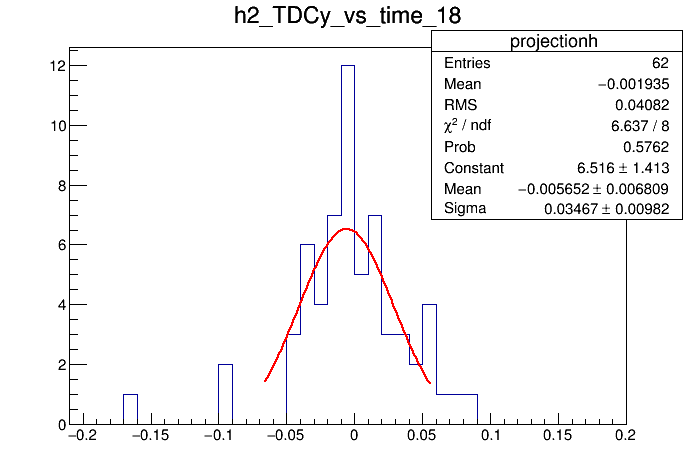 h2_TDCy_vs_time_18
projectionh
Entries 62
Mean −0.001935
RMS 0.04082
χ² / ndf 6.637 / 8
Prob 0.5762
Constant 6.516 ± 1.413
Mean −0.005652 ± 0.006809
Sigma 0.03467 ± 0.00982
12
10
8
6
4
2
0
−0.2 −0.15 −0.1 −0.05 0 0.05 0.1 0.15 0.2